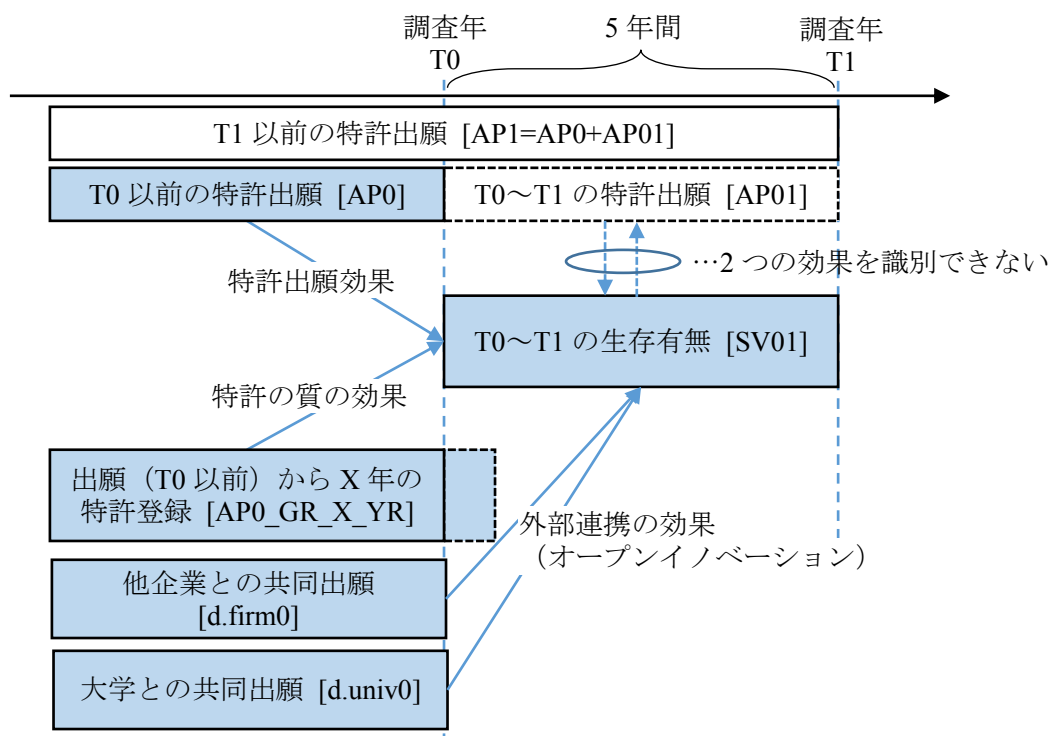 調査年
T0
5 年間
調査年
T1
T1 以前の特許出願 [AP1=AP0+AP01]
T0 以前の特許出願 [AP0]
T0～T1 の特許出願 [AP01]
…2 つの効果を識別できない
特許出願効果
T0～T1 の生存有無 [SV01]
特許の質の効果
出願（T0 以前）から X 年の
特許登録 [AP0_GR_X_YR]
外部連携の効果
（オープンイノベーション）
他企業との共同出願
[d.firm0]
大学との共同出願 [d.univ0]